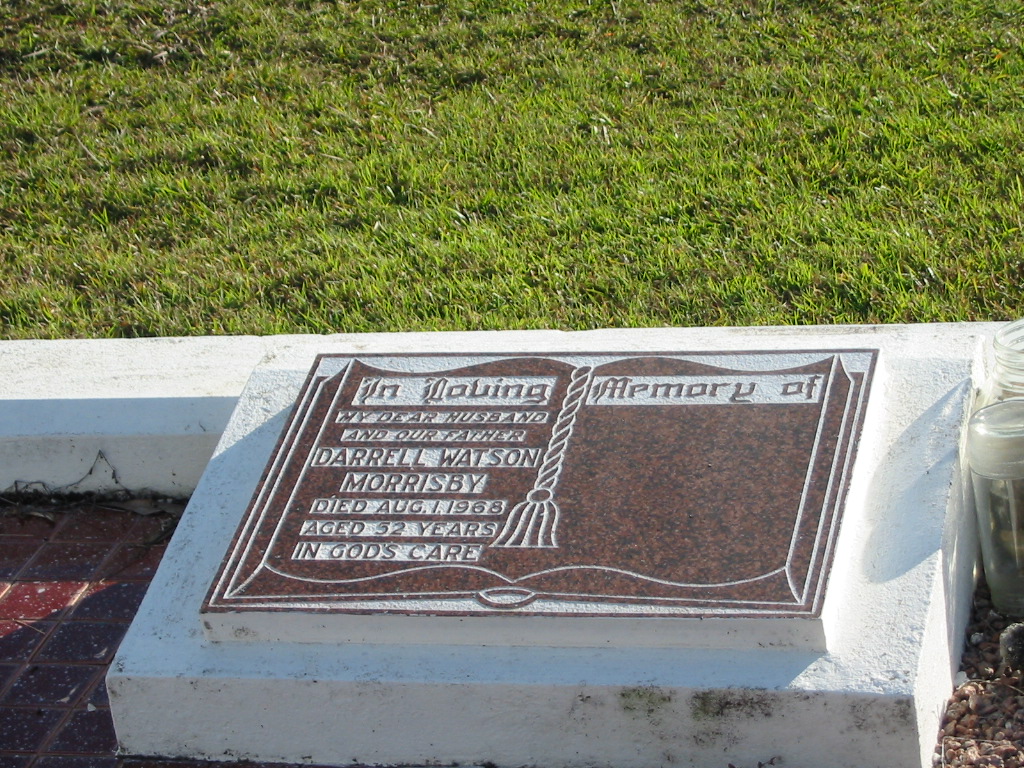 In Loving Memory of
MY DEAR HUSBAND
AND OUR FATHER
DARRELL WATSON
MORRISBY
DIED AUG. 1, 1968
AGED 52 YEARS
IN GODS CARE